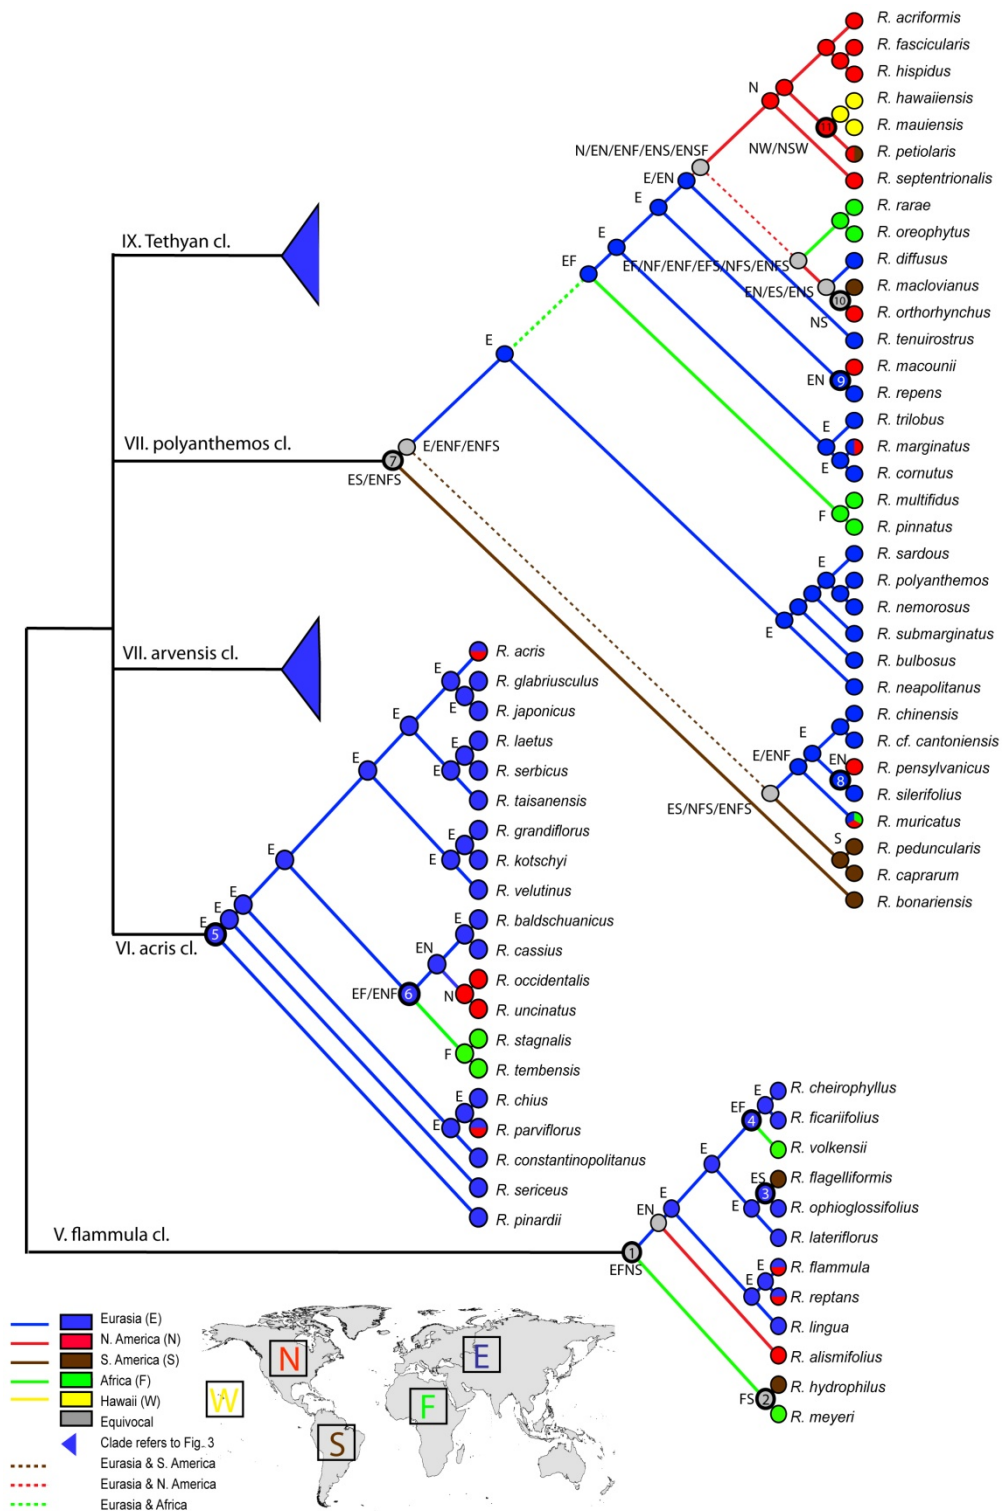 R. acriformis
R. fascicularis
R. hispidus
N
R. hawaiiensis
11
R. mauiensis
N/EN/ENF/ENS/ENSF
NW/NSW
R. petiolaris
E/EN
R. septentrionalis
E
R. rarae
IX. Tethyan cl.
E
R. oreophytus
EF
EF/NF/ENF/EFS/NFS/ENFS
R. diffusus
EN/ES/ENS
R. maclovianus
10
R. orthorhynchus
NS
E
R. tenuirostrus
R. macounii
EN
9
R. repens
E
R. trilobus
VII. polyanthemos cl.
E/ENF/ENFS
R. marginatus
7
E
R. cornutus
ES/ENFS
R. multifidus
F
R. pinnatus
E
R. sardous
R. polyanthemos
R. nemorosus
E
R. submarginatus
VII. arvensis cl.
R. acris
R. bulbosus
E
R. glabriusculus
R. neapolitanus
E
R. japonicus
R. chinensis
E
E
R. laetus
E
R. cf. cantoniensis
E
E
R. serbicus
E/ENF
EN
R. pensylvanicus
8
R. taisanensis
R. silerifolius
ES/NFS/ENFS
R. muricatus
E
R. grandiflorus
S
R. peduncularis
E
E
R. kotschyi
R. caprarum
E
R. velutinus
R. bonariensis
E
E
R. baldschuanicus
5
VI. acris cl.
EN
R. cassius
R. occidentalis
EF/ENF
6
N
R. uncinatus
R. stagnalis
F
R. tembensis
E
R. cheirophyllus
R. chius
EF
4
R. ficariifolius
E
R. parviflorus
E
R. volkensii
R. constantinopolitanus
ES
R. flagelliformis
3
R. sericeus
EN
E
R. ophioglossifolius
R. pinardii
V. flammula cl.
R. lateriflorus
1
EFNS
E
R. flammula
E
R. reptans
R. lingua
R. alismifolius
R. hydrophilus
FS
2
R. meyeri
Eurasia (E)
N. America (N)
S. America (S)
Africa (F)
Hawaii (W)
Equivocal
Clade refers to Fig. 3
Eurasia & S. America
Eurasia & N. America
Eurasia & Africa
N
E
W
F
S